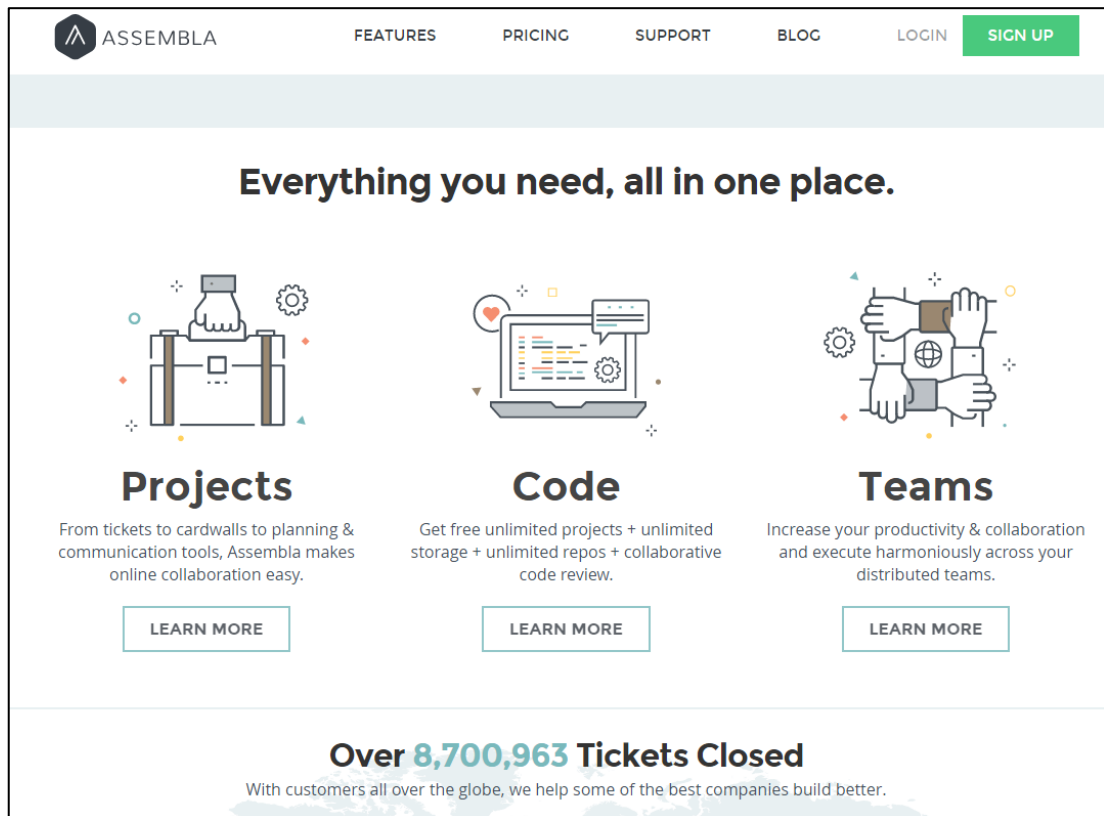 ASSEMBLA
FEATURES
PRICING
SUPPORT
BLOG
LOGIN
SIGN UP
Everything you need, all in one place.
Projects
From tickets to cardwalls to planning &
communication tools, Assembla makes
online collaboration easy.
LEARN MORE
Code
Get free unlimited projects + unlimited
storage + unlimited repos + collaborative
code review.
LEARN MORE
Teams
Increase your productivity & collaboration
and execute harmoniously across your
distributed teams.
LEARN MORE
Over 8,700,963 Tickets Closed
With customers all over the globe, we help some of the best companies build better.